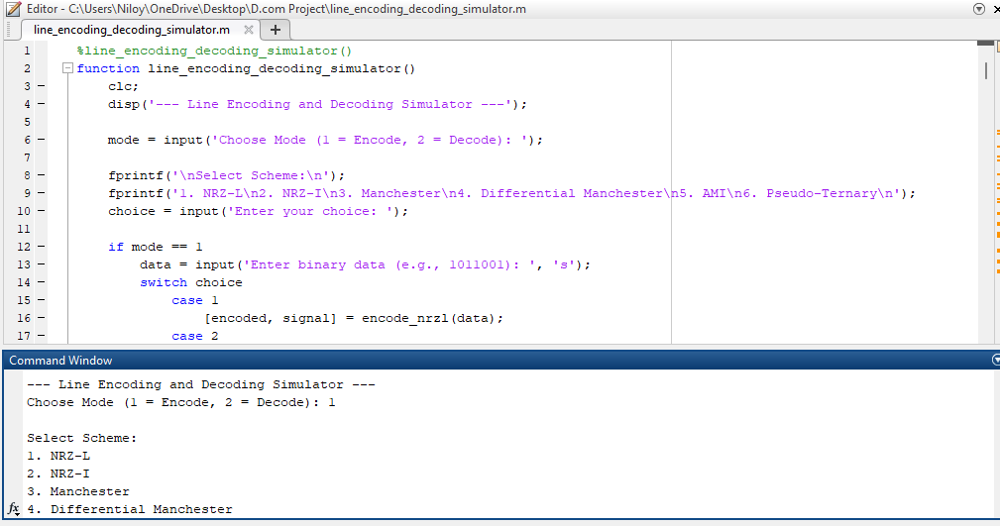 Editor - C:\Users\Niloy\OneDrive\Desktop\D.com Project\line_encoding_decoding_simulator.m
line_encoding_decoding_simulator.m × +
1 %line_encoding_decoding_simulator()
2 function line_encoding_decoding_simulator()
3 - clc;
4 - disp('--- Line Encoding and Decoding Simulator ---');
5
6 - mode = input('Choose Mode (1 = Encode, 2 = Decode): ');
7
8 - fprintf('\nSelect Scheme:\n');
9 - fprintf('1. NRZ-L\n2. NRZ-I\n3. Manchester\n4. Differential Manchester\n5. AMI\n6. Pseudo-Ternary\n');
10 - choice = input('Enter your choice: ');
11
12 - if mode == 1
13 - data = input('Enter binary data (e.g., 1011001): ', 's');
14 - switch choice
15 - case 1
16 - [encoded, signal] = encode_nrzl(data);
17 - case 2
Command Window
--- Line Encoding and Decoding Simulator ---
Choose Mode (1 = Encode, 2 = Decode): 1
Select Scheme:
1. NRZ-L
2. NRZ-I
3. Manchester
fx 4. Differential Manchester